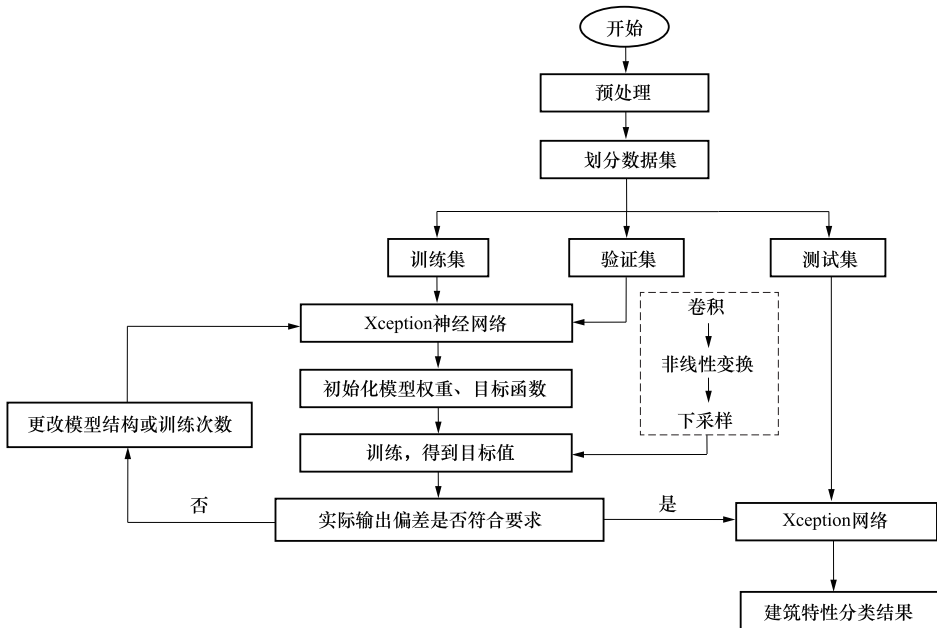 开始
预处理
划分数据集
训练集
验证集
测试集
卷积
Xception神经网络
非线性变换
初始化模型权重、目标函数
更改模型结构或训练次数
下采样
训练，得到目标值
否
是
实际输出偏差是否符合要求
Xception网络
建筑特性分类结果